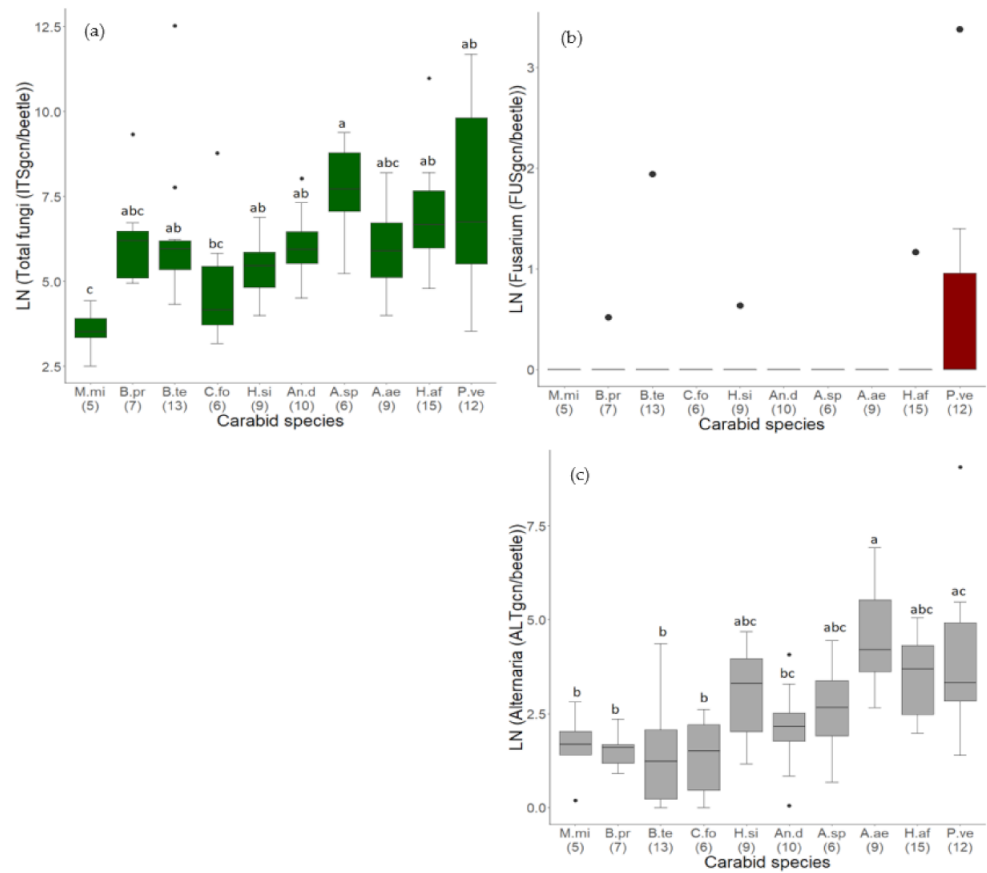 (a)
LN (Total fungi (ITSgcn/beetle))
12.5
10.0
7.5
5.0
2.5
c
abc
ab
bc
ab
ab
a
abc
ab
ab
M.mi B.pr B.te C.fo H.si An.d A.sp A.ae H.af P.ve
(5) (7) (13) (6) (9) (10) (6) (9) (15) (12)
Carabid species
(b)
LN (Fusarium (FUSgcn/beetle))
3
2
1
0
M.mi B.pr B.te C.fo H.si An.d A.sp A.ae H.af P.ve
(5) (7) (13) (6) (9) (10) (6) (9) (15) (12)
Carabid species
(c)
LN (Alternaria (ALTgcn/beetle))
7.5
5.0
2.5
0.0
b
b
b
b
abc
bc
abc
a
abc
ac
M.mi B.pr B.te C.fo H.si An.d A.sp A.ae H.af P.ve
(5) (7) (13) (6) (9) (10) (6) (9) (15) (12)
Carabid species